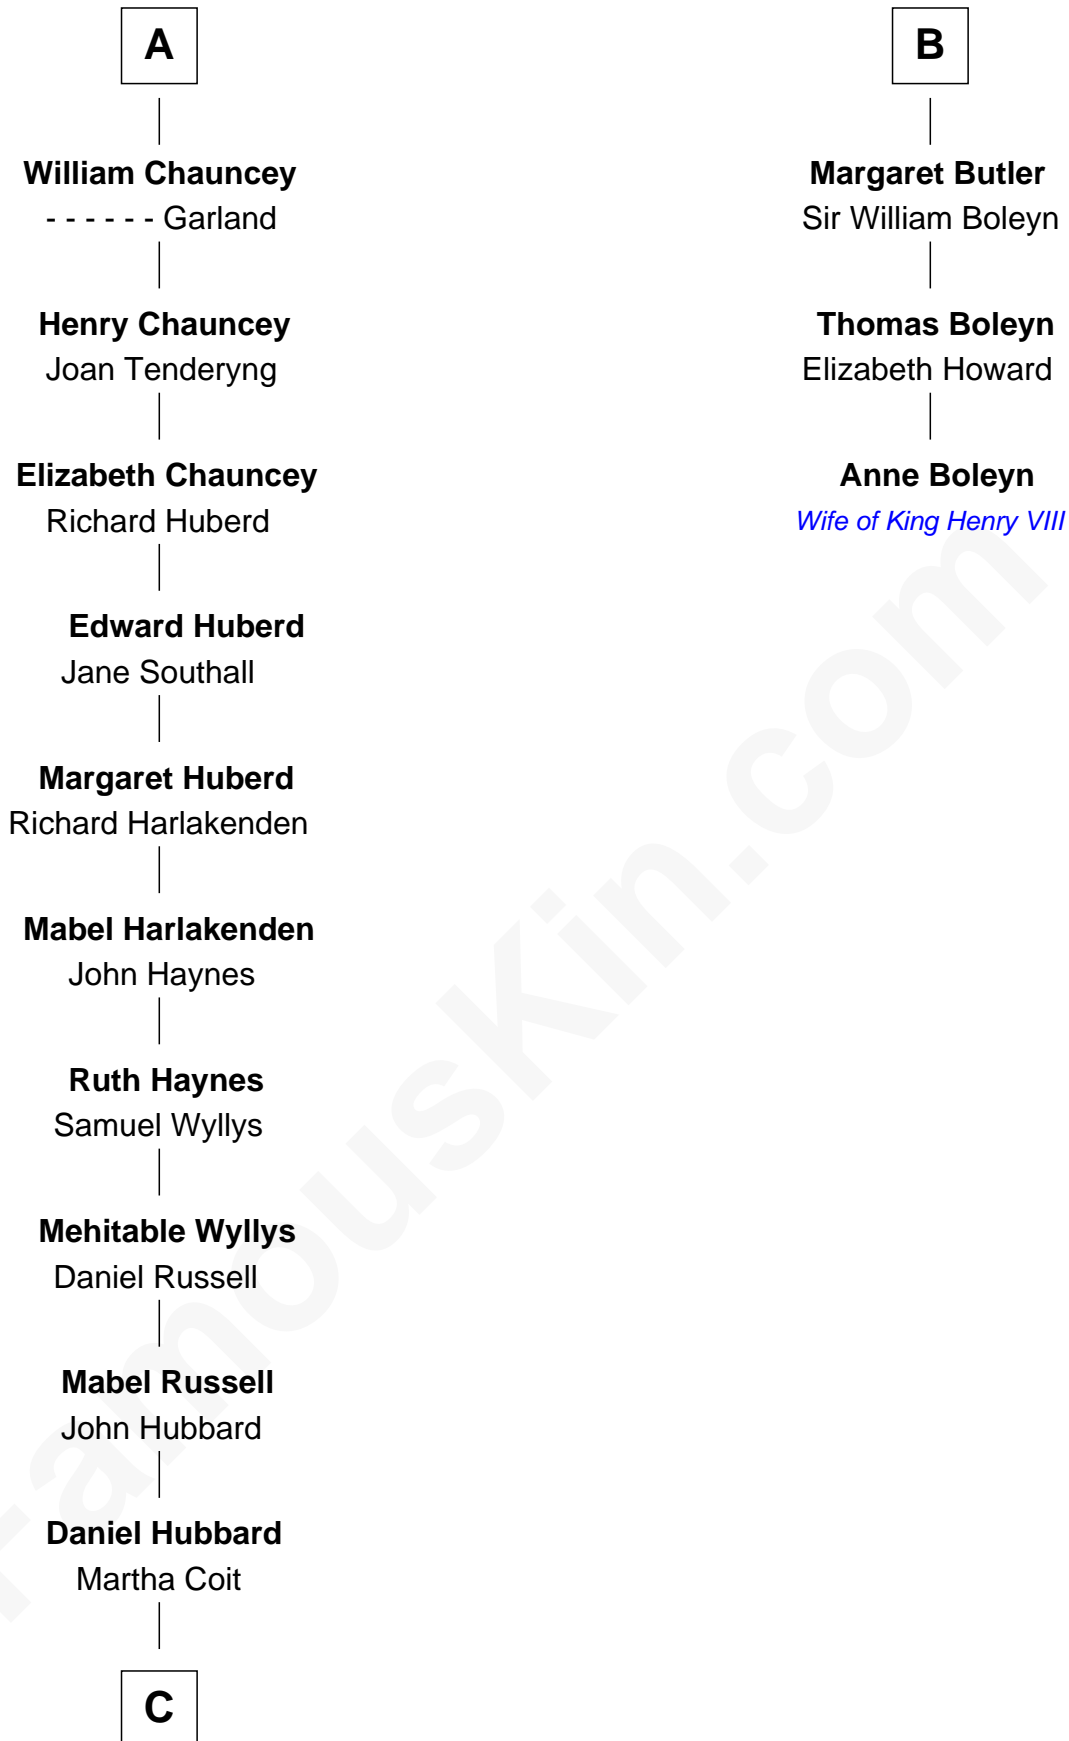 A
William Chauncey
- - - - - - Garland
Henry Chauncey
Joan Tenderyng
Elizabeth Chauncey
Richard Huberd
Edward Huberd
Jane Southall
Margaret Huberd
Richard Harlakenden
Mabel Harlakenden
John Haynes
Ruth Haynes
Samuel Wyllys
Mehitable Wyllys
Daniel Russell
Mabel Russell
John Hubbard
Daniel Hubbard
Martha Coit
C
B
Margaret Butler
Sir William Boleyn
Thomas Boleyn
Elizabeth Howard
Anne Boleyn
Wife of King Henry VIII
FamousKin.com